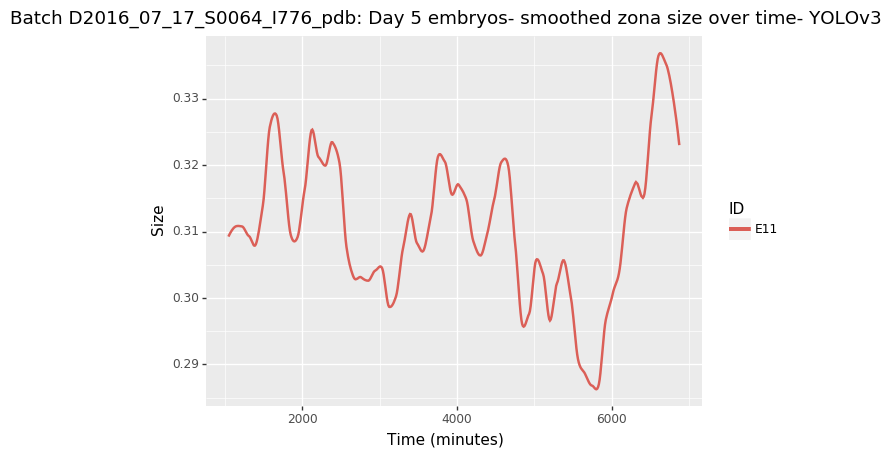 Batch D2016_07_17_S0064_I776_pdb: Day 5 embryos- smoothed zona size over time- YOLOv3
0.33
0.32
0.31
0.30
0.29
Size
2000
4000
6000
Time (minutes)
ID
E11